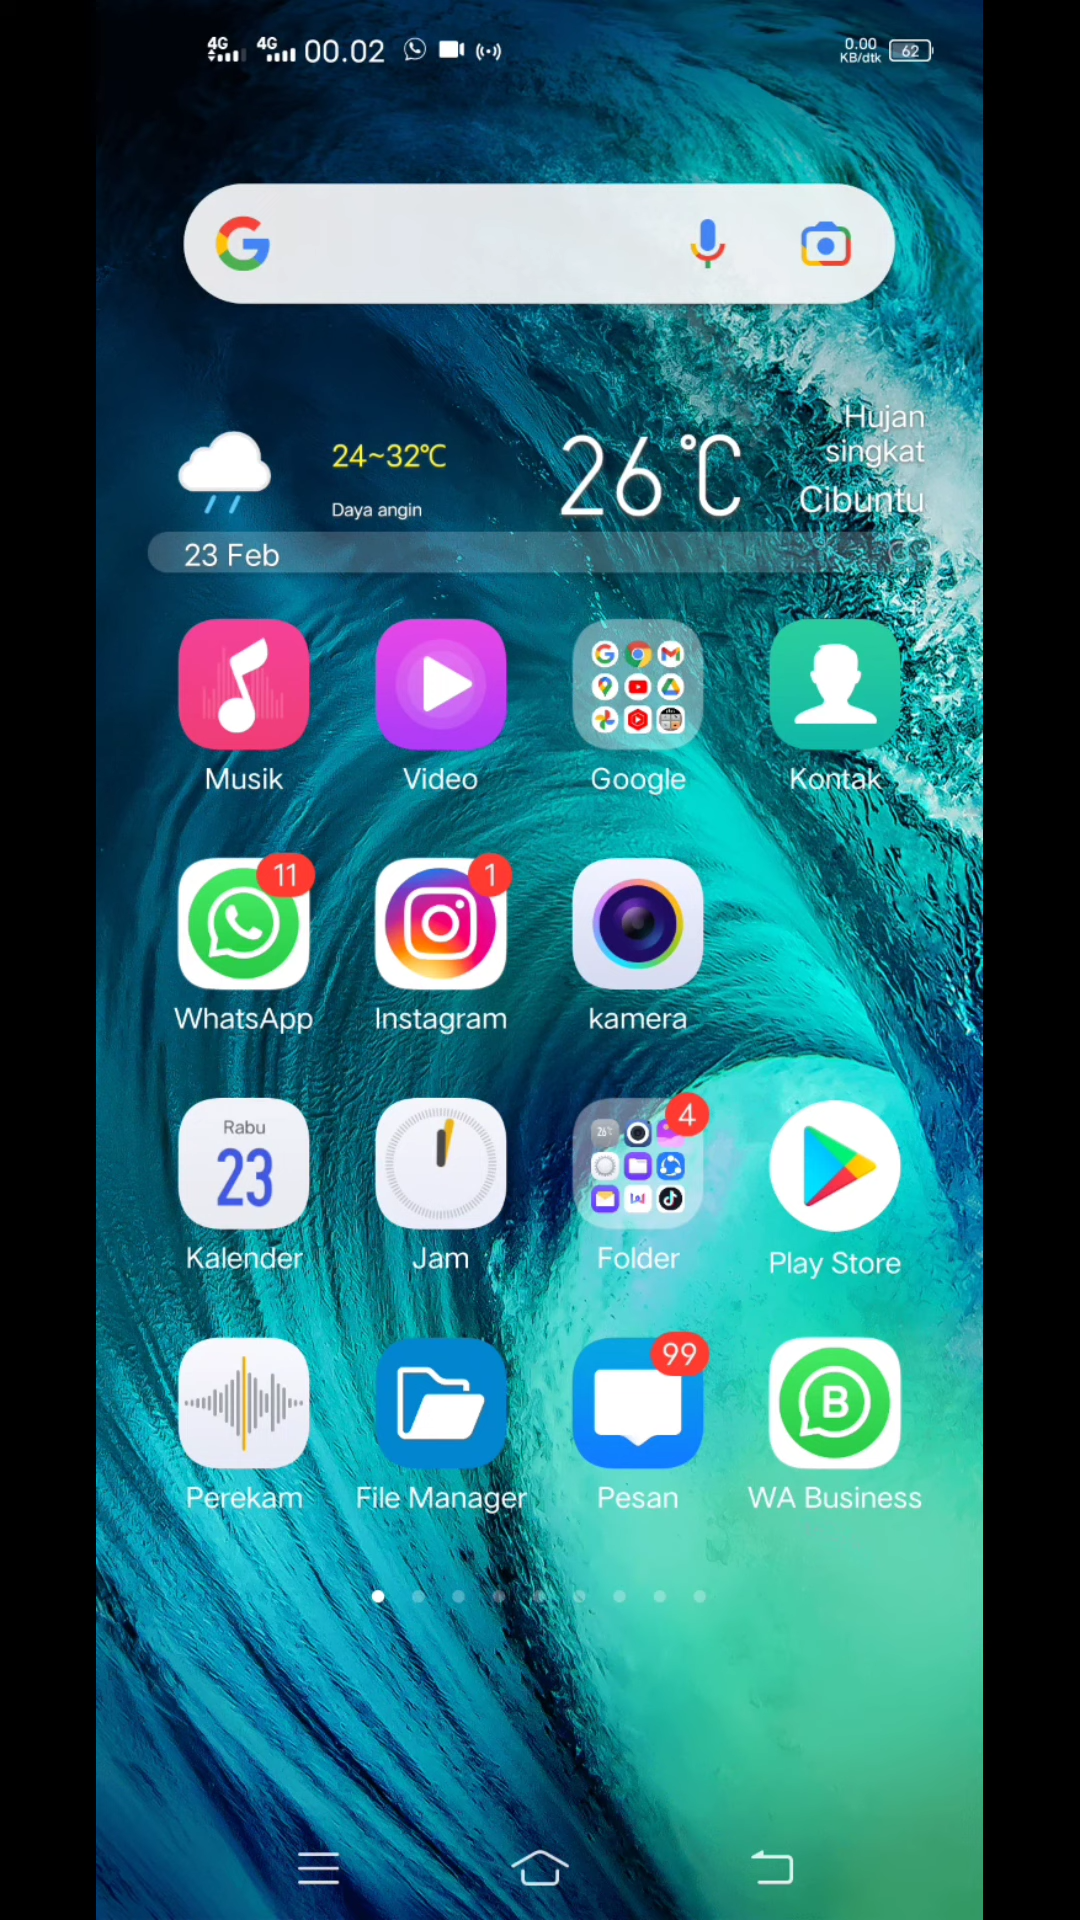 4G 4G 00.02 0.00 KB/dtk 62
Hujan
singkat
24~32℃ 26℃
Cibuntu
Daya angin
23 Feb
Musik Video Google Kontak
11 1
WhatsApp Instagram kamera
Rabu
23
26℃
4
Kalender Jam Folder Play Store
99
B
Perekam File Manager Pesan WA Business